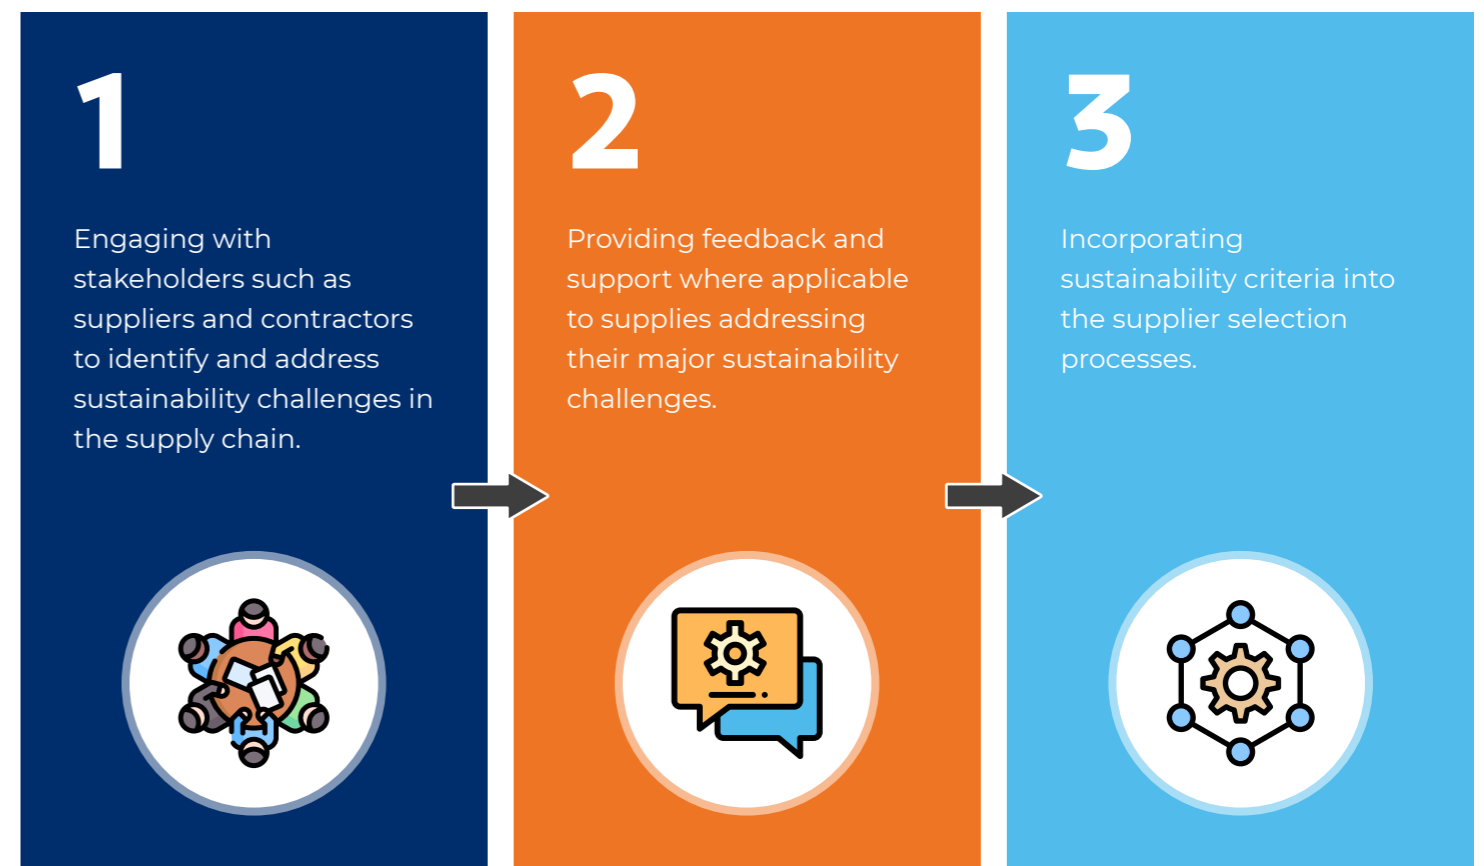 1
Engaging with
stakeholders such as
suppliers and contractors
to identify and address
sustainability challenges in
the supply chain.
2
Providing feedback and
support where applicable
to supplies addressing
their major sustainability
challenges.
3
Incorporating
sustainability criteria into
the supplier selection
processes.